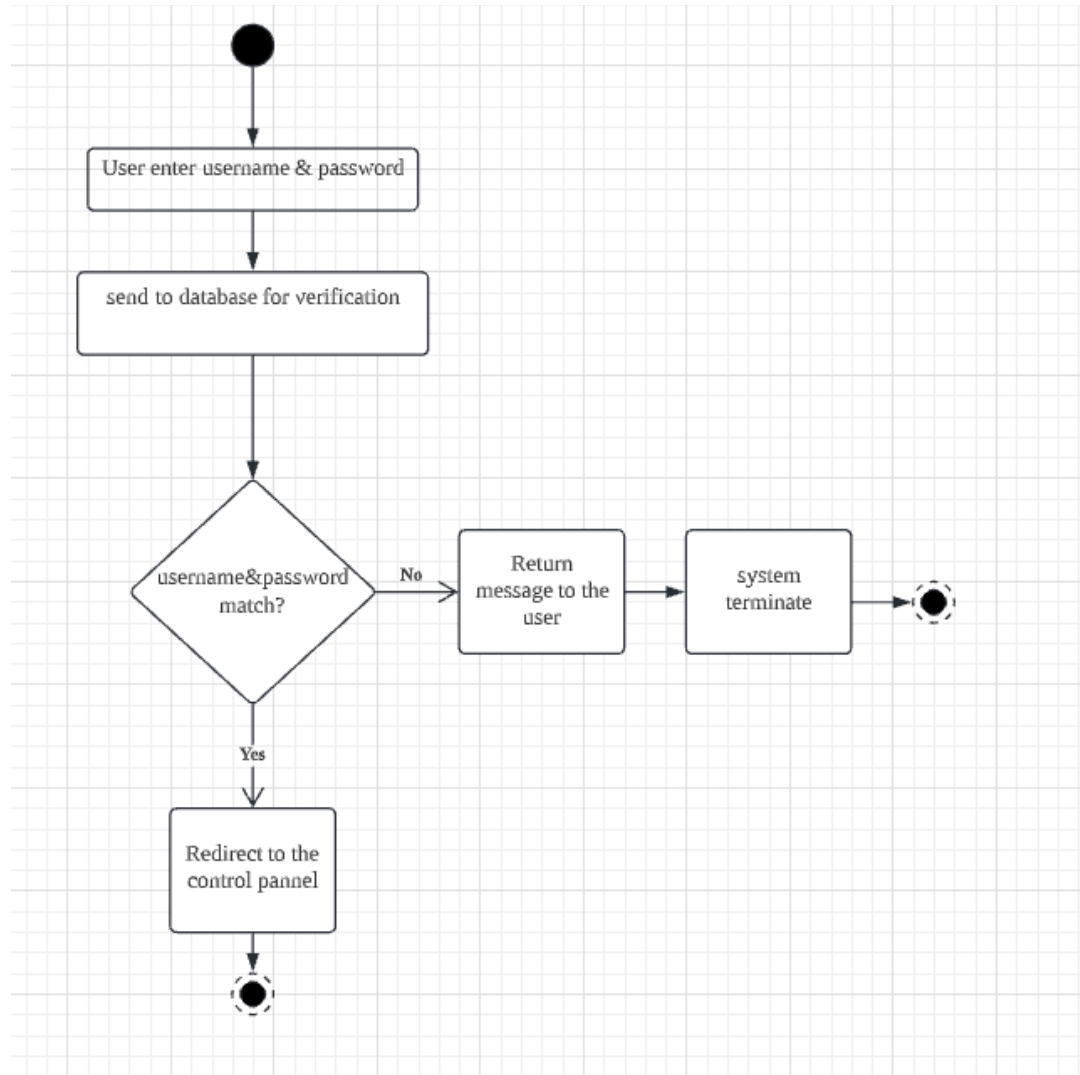 User enter username & password
send to database for verification
username&password
match?
No
Return
message to the
user
system
terminate
Yes
Redirect to the
control pannel